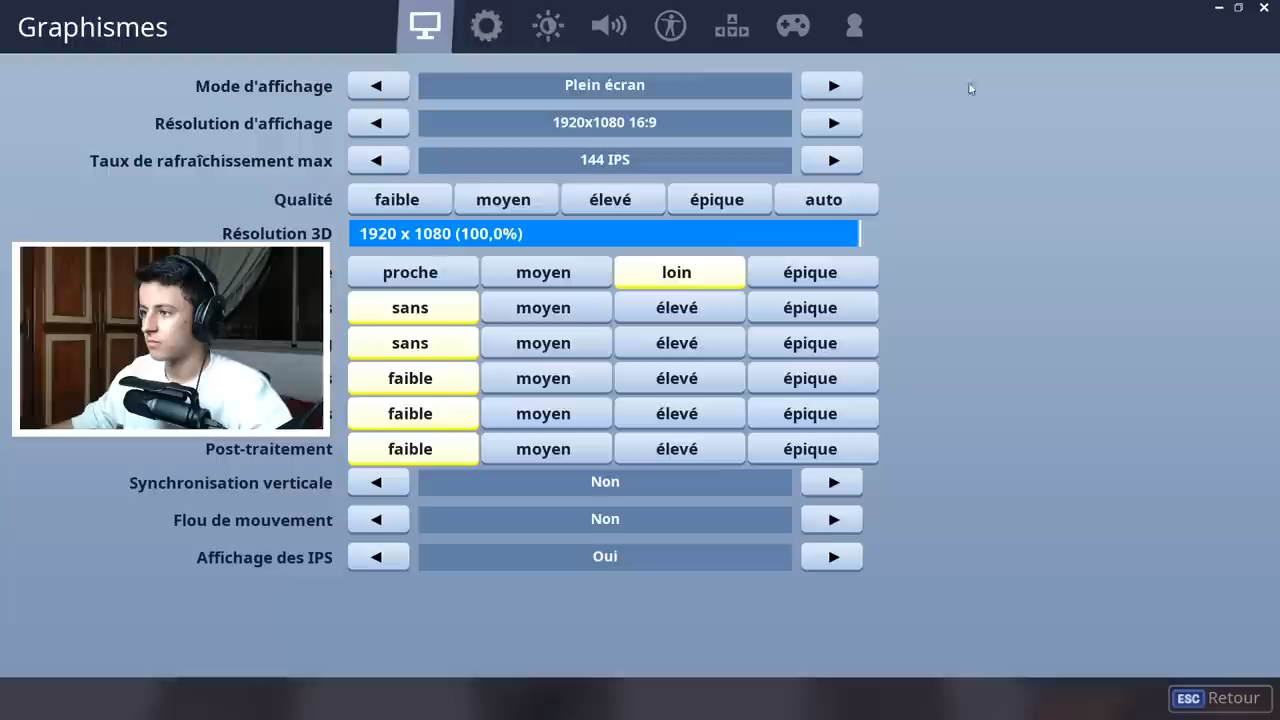 Graphismes
Mode d'affichage ◄ Plein écran ►
Résolution d'affichage ◄ 1920x1080 16:9 ►
Taux de rafraîchissement max ◄ 144 IPS ►
Qualité faible moyen élevé épique auto
Résolution 3D 1920 x 1080 (100,0%)
proche moyen loin épique
sans moyen élevé épique
sans moyen élevé épique
faible moyen élevé épique
faible moyen élevé épique
Post-traitement faible moyen élevé épique
Synchronisation verticale ◄ Non ►
Flou de mouvement ◄ Non ►
Affichage des IPS ◄ Oui ►
ESC Retour